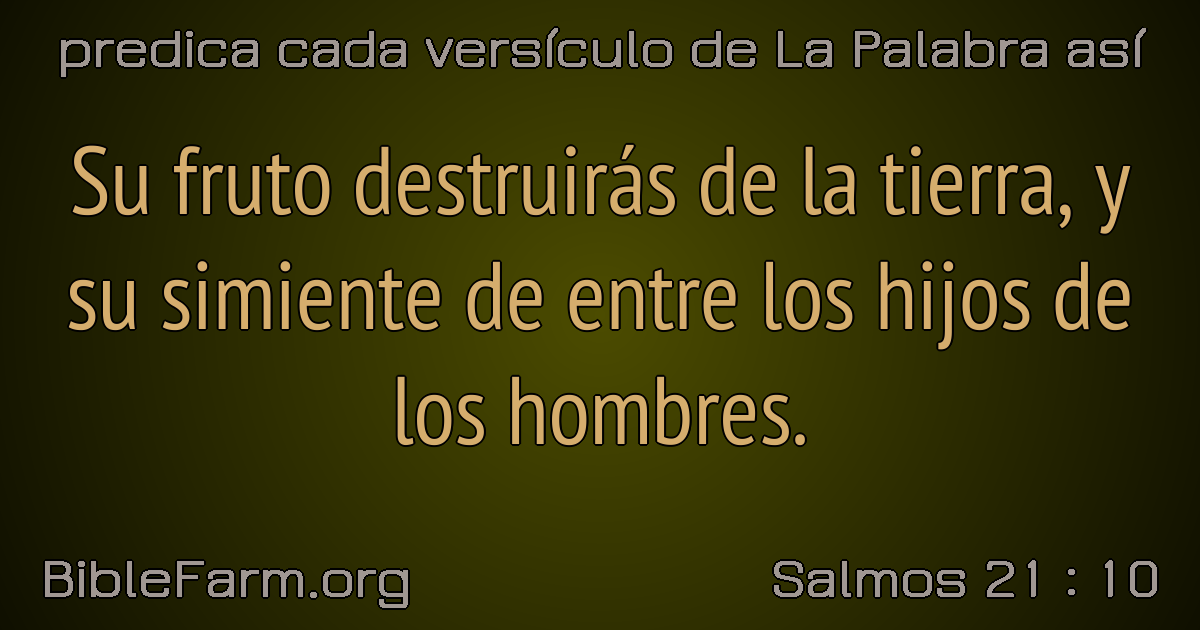 predica cada versículo de La Palabra así
Su fruto destruirás de la tierra, y
su simiente de entre los hijos de
los hombres.
BibleFarm.org
Salmos 21 : 10